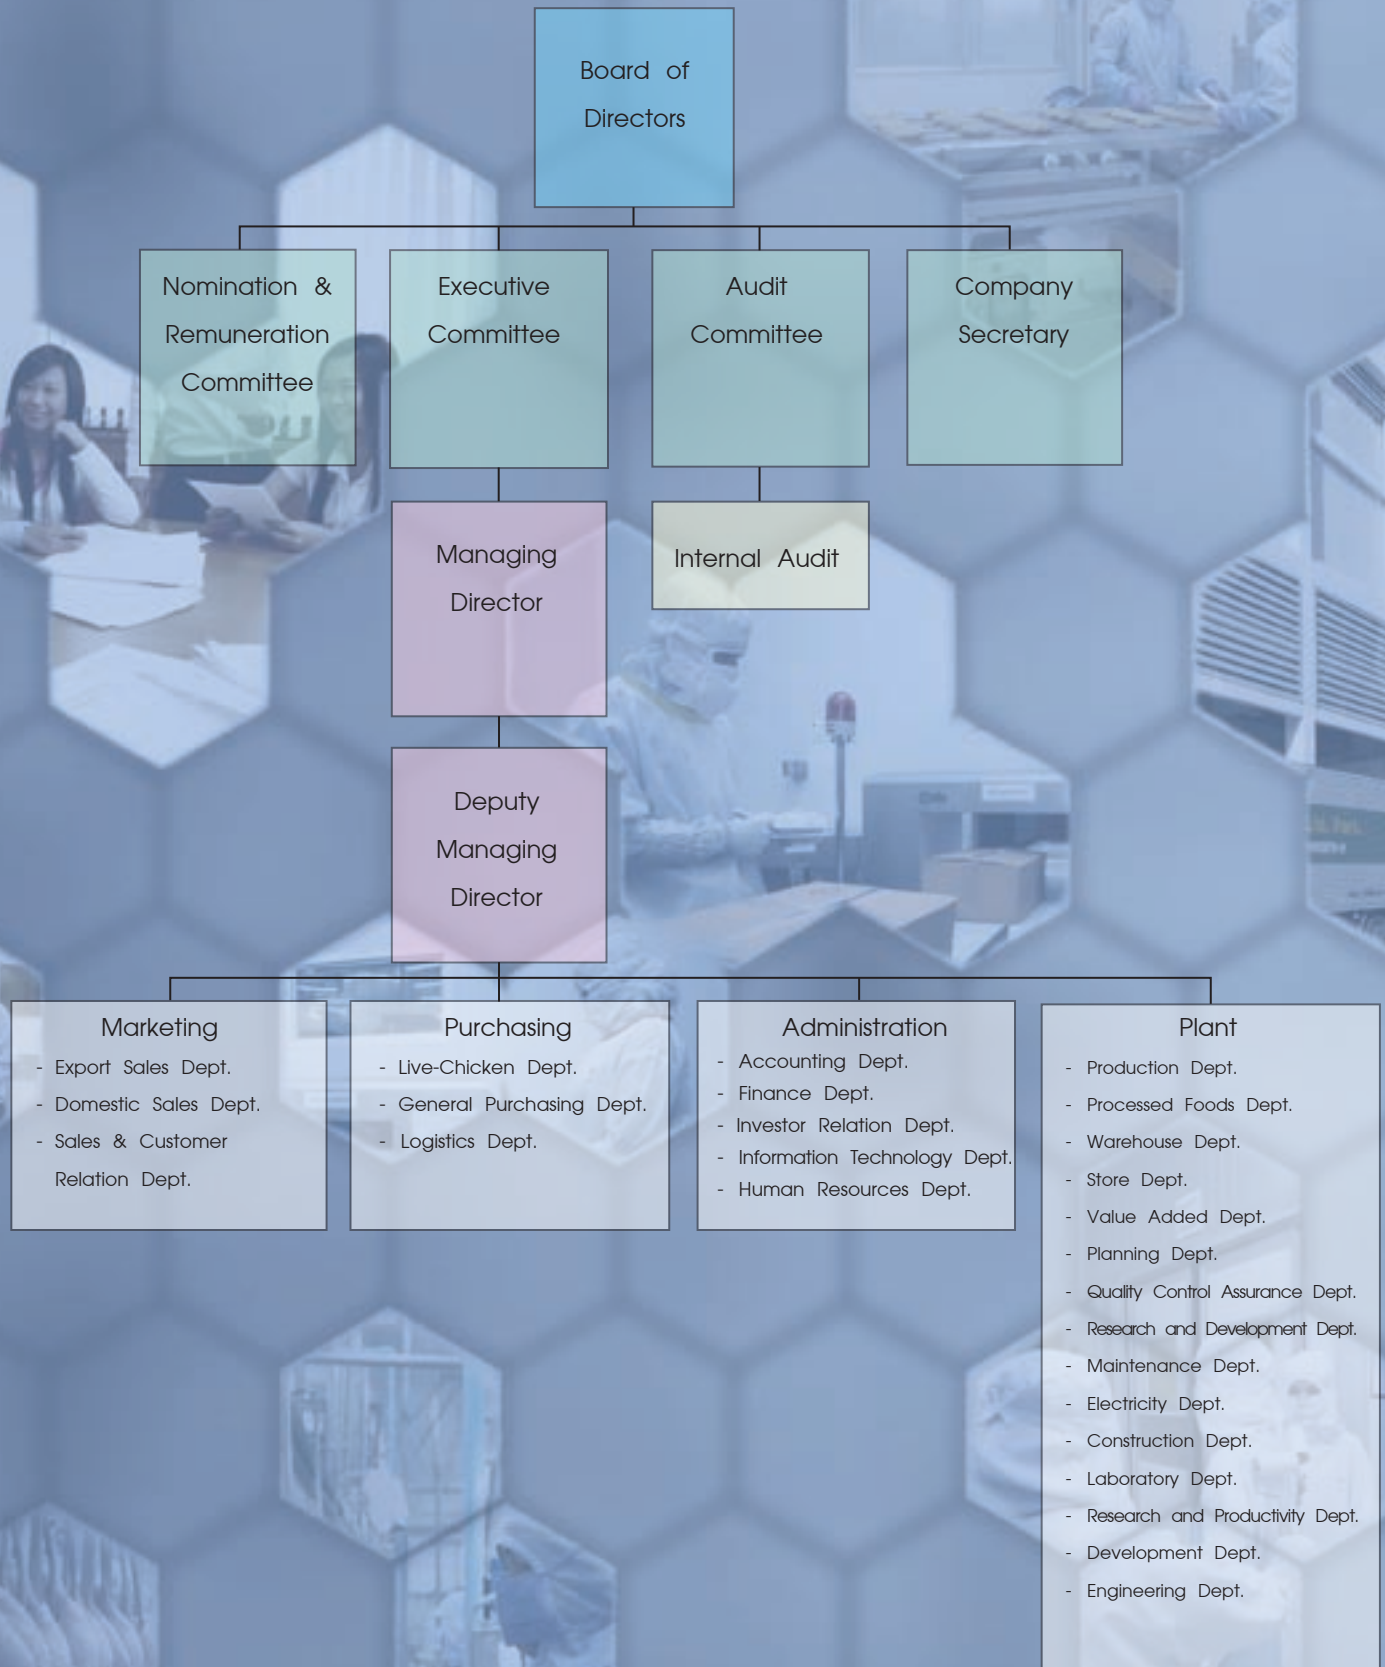 Board of
Directors
Nomination &
Remuneration
Committee
Executive
Committee
Audit
Committee
Company
Secretary
Managing
Director
Internal Audit
Deputy
Managing
Director
Marketing
- Export Sales Dept.
- Domestic Sales Dept.
- Sales & Customer
Relation Dept.
Purchasing
- Live-Chicken Dept.
- General Purchasing Dept.
- Logistics Dept.
Administration
- Accounting Dept.
- Finance Dept.
- Investor Relation Dept.
- Information Technology Dept.
- Human Resources Dept.
Plant
- Production Dept.
- Processed Foods Dept.
- Warehouse Dept.
- Store Dept.
- Value Added Dept.
- Planning Dept.
- Quality Control Assurance Dept.
- Research and Development Dept.
- Maintenance Dept.
- Electricity Dept.
- Construction Dept.
- Laboratory Dept.
- Research and Productivity Dept.
- Development Dept.
- Engineering Dept.